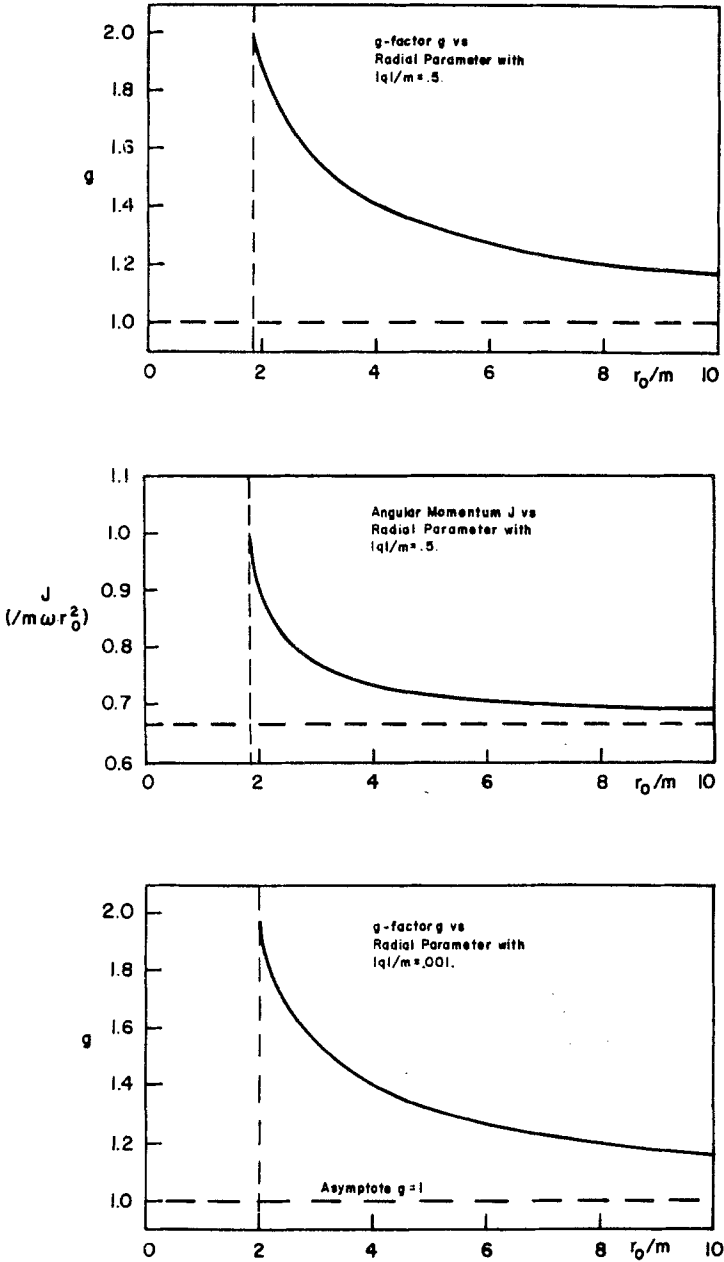 2.0
g-factor g vs
Radial Parameter with
|q|/m=.5.
1.8
1.6
g
1.4
1.2
1.0
0 2 4 6 8 r₀/m 10
1.1
Angular Momentum J vs
Radial Parameter with
|q|/m=.5.
1.0
0.9
J
(/mω r₀²)
0.8
0.7
0.6
0 2 4 6 8 r₀/m 10
2.0
g-factor g vs
Radial Parameter with
|q|/m=.001.
1.8
1.6
g
1.4
1.2
Asymptote g=1
1.0
0 2 4 6 8 r₀/m 10